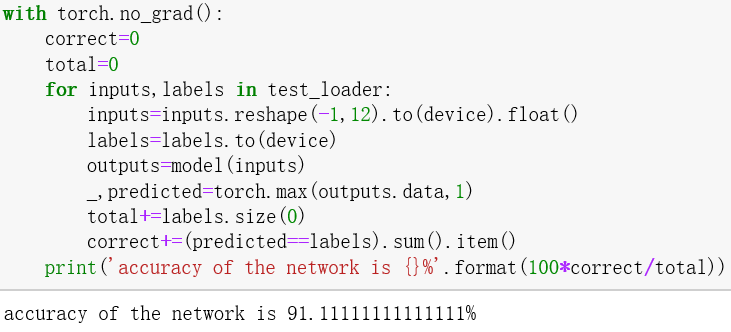 with torch.no_grad():
    correct=0
    total=0
    for inputs,labels in test_loader:
        inputs=inputs.reshape(-1,12).to(device).float()
        labels=labels.to(device)
        outputs=model(inputs)
        _,predicted=torch.max(outputs.data,1)
        total+=labels.size(0)
        correct+=(predicted==labels).sum().item()
    print('accuracy of the network is {}%'.format(100*correct/total))
accuracy of the network is 91.11111111111111%